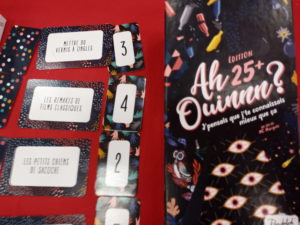 METTRE DU
VERNIS À ONGLES
3
LES REMAKES DE
FILMS CLASSIQUES
4
LES PETITS CHIENS
DE SACOCHE
2
ÉDITION
25+
Ah
Ouinnn?
J'pensais que j'te connaissais
mieux que ça